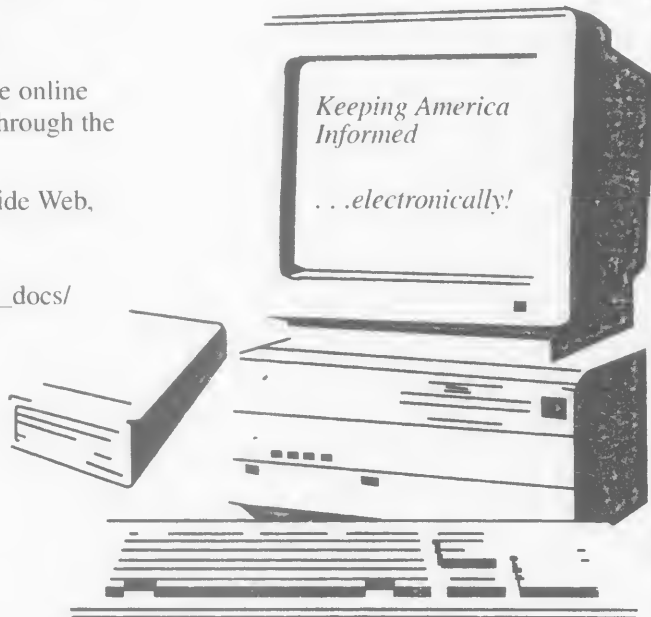 e online
hrough the
ide Web,
_docs/
Keeping America
Informed
. . .electronically!